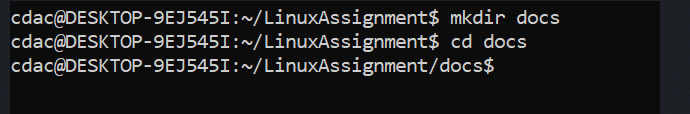 cdac@DESKTOP-9EJ545I:~/LinuxAssignment$ mkdir docs
cdac@DESKTOP-9EJ545I:~/LinuxAssignment$ cd docs
cdac@DESKTOP-9EJ545I:~/LinuxAssignment/docs$